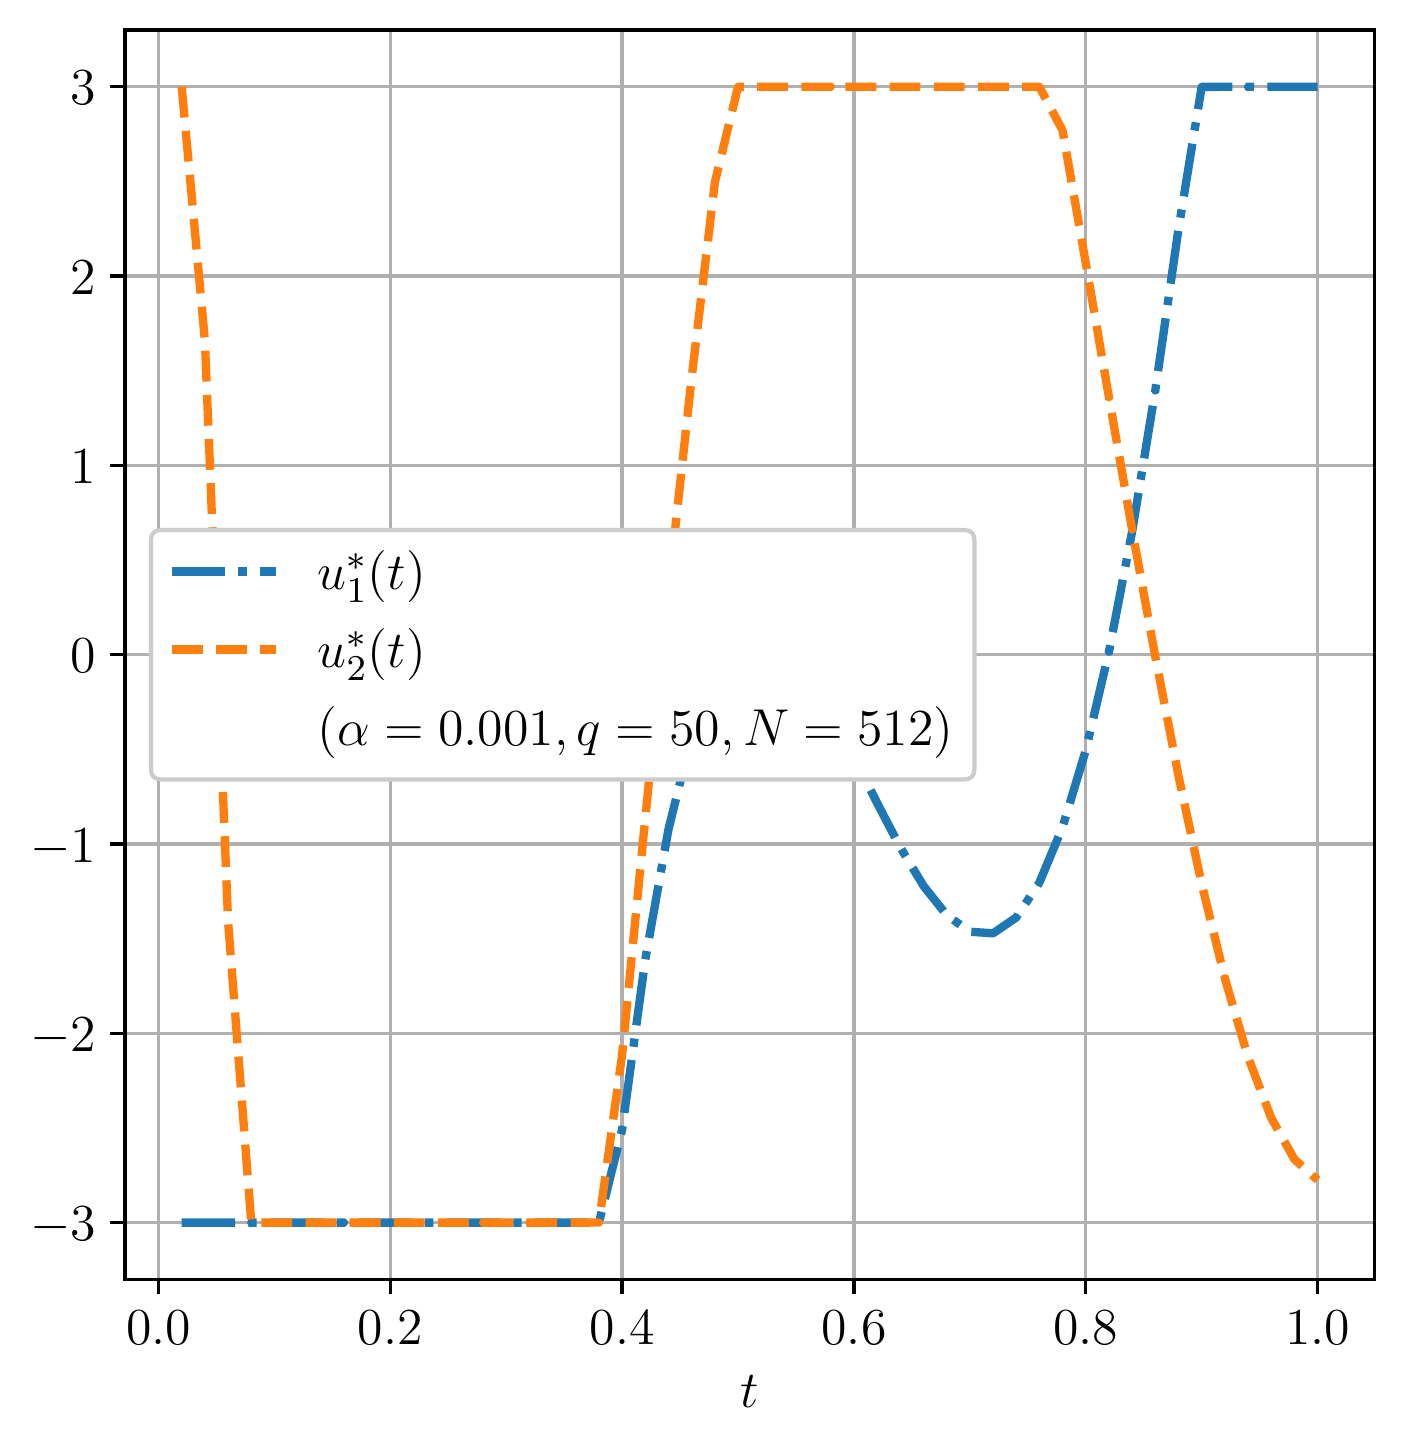 3
2
1
0
−1
−2
−3
u₁*(t)
u₂*(t)
(α = 0.001, q = 50, N = 512)
0.0 0.2 0.4 0.6 0.8 1.0
t